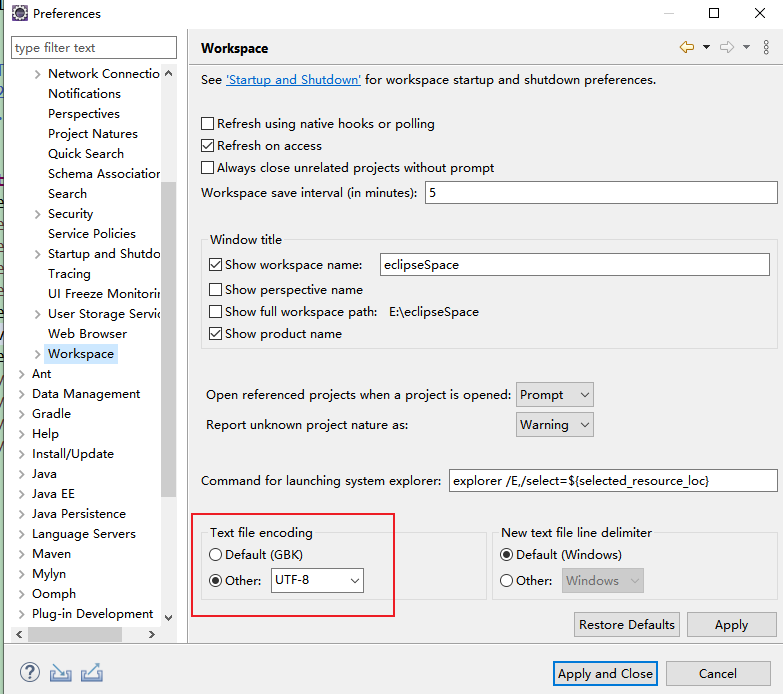 Preferences
type filter text
Network Connectio
Notifications
Perspectives
Project Natures
Quick Search
Schema Association
Search
Security
Service Policies
Startup and Shutdo
Tracing
UI Freeze Monitorin
User Storage Servic
Web Browser
Workspace
Ant
Data Management
Gradle
Help
Install/Update
Java
Java EE
Java Persistence
Language Servers
Maven
Mylyn
Oomph
Plug-in Development
Workspace
See 'Startup and Shutdown' for workspace startup and shutdown preferences.
Refresh using native hooks or polling
Refresh on access
Always close unrelated projects without prompt
Workspace save interval (in minutes): 5
Window title
Show workspace name: eclipseSpace
Show perspective name
Show full workspace path: E:\eclipseSpace
Show product name
Open referenced projects when a project is opened: Prompt
Report unknown project nature as: Warning
Command for launching system explorer: explorer /E,/select=${selected_resource_loc}
Text file encoding
Default (GBK)
Other: UTF-8
New text file line delimiter
Default (Windows)
Other: Windows
Restore Defaults Apply
Apply and Close Cancel